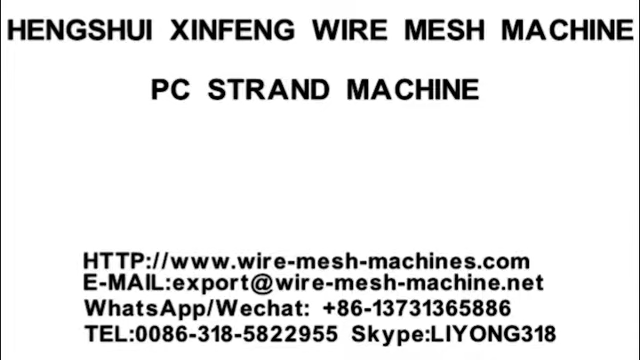 HENGSHUI XINFENG WIRE MESH MACHINE
PC STRAND MACHINE
HTTP://www.wire-mesh-machines.com
E-MAIL:export@wire-mesh-machine.net
WhatsApp/Wechat: +86-13731365886
TEL:0086-318-5822955 Skype:LIYONG318